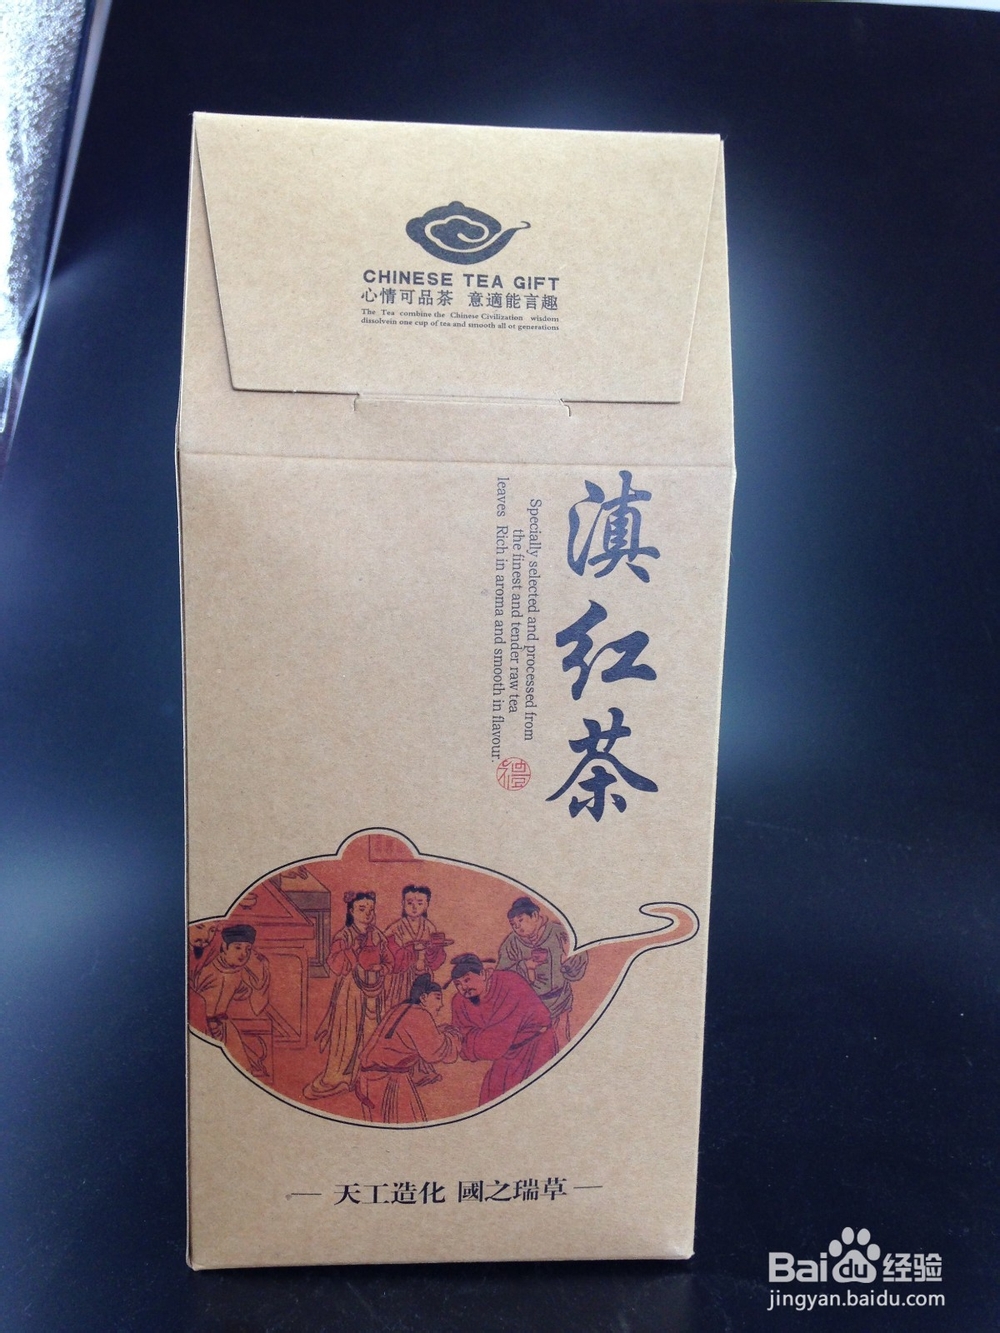 CHINESE TEA GIFT
心情可品茶 意適能言趣
The Tea combine the Chinese Civilization wisdom
dissolvein one cup of tea and smooth all ot generations
滇红茶
Specially selected and processed from
the finest and tender raw tea
leaves Rich in aroma and smooth in flavour.
禮
天工造化 國之瑞草
Baidu 经验
jingyan.baidu.com